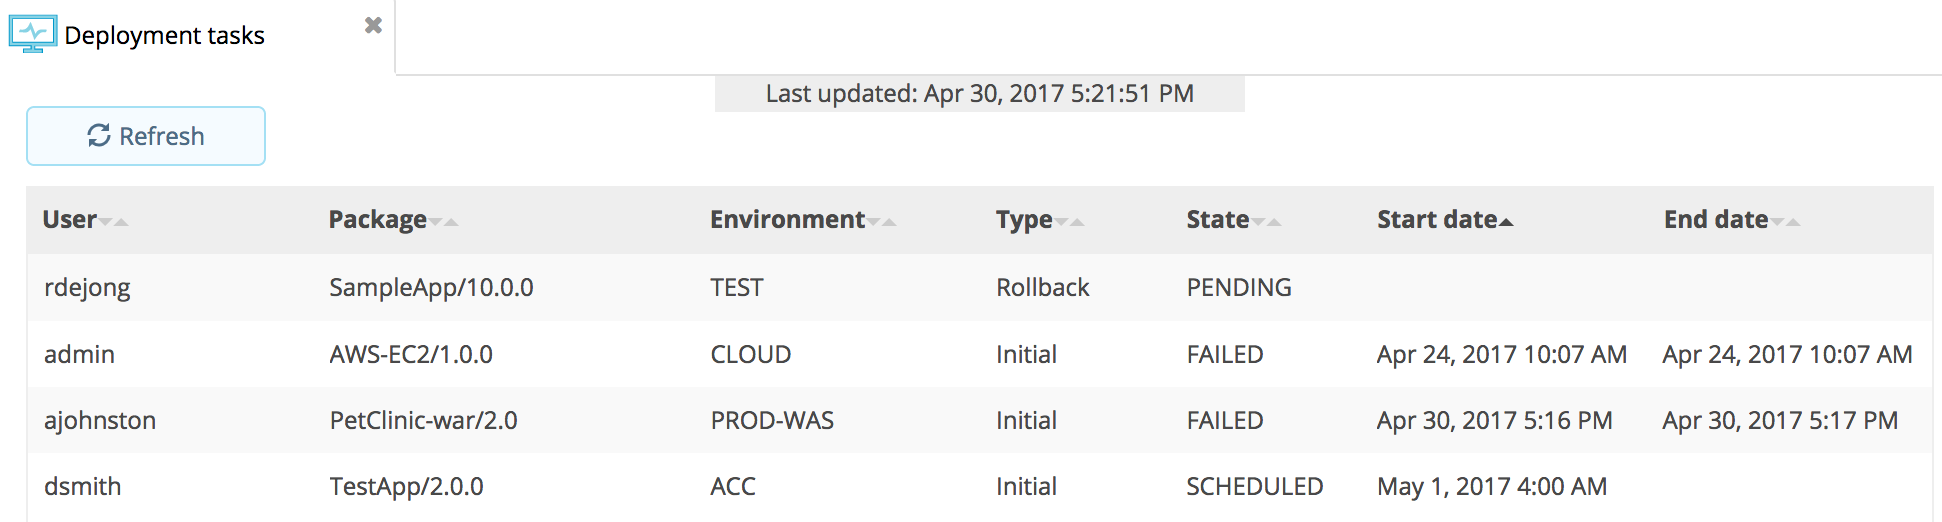 Deployment tasks
Last updated: Apr 30, 2017 5:21:51 PM
Refresh
User Package Environment Type State Start date End date
rdejong SampleApp/10.0.0 TEST Rollback PENDING
admin AWS-EC2/1.0.0 CLOUD Initial FAILED Apr 24, 2017 10:07 AM Apr 24, 2017 10:07 AM
ajohnston PetClinic-war/2.0 PROD-WAS Initial FAILED Apr 30, 2017 5:16 PM Apr 30, 2017 5:17 PM
dsmith TestApp/2.0.0 ACC Initial SCHEDULED May 1, 2017 4:00 AM